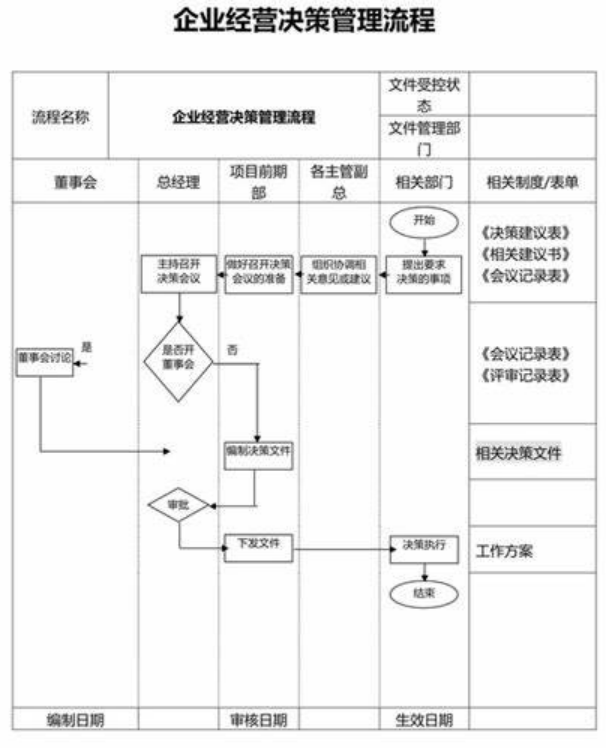 企业经营决策管理流程
流程名称
企业经营决策管理流程
文件受控状
态
文件管理部
门
董事会
总经理
项目前期
部
各主管副
总
相关部门
相关制度/表单
开始
《决策建议表》
《相关建议书》
《会议记录表》
主持召开
决策会议
做好召开决策
会议的准备
组织协调相
关意见或建议
提出要求
决策的事项
是否开
董事会
是
否
董事会讨论
《会议记录表》
《评审记录表》
编制决策文件
相关决策文件
审批
下发文件
决策执行
工作方案
结束
编制日期
审核日期
生效日期